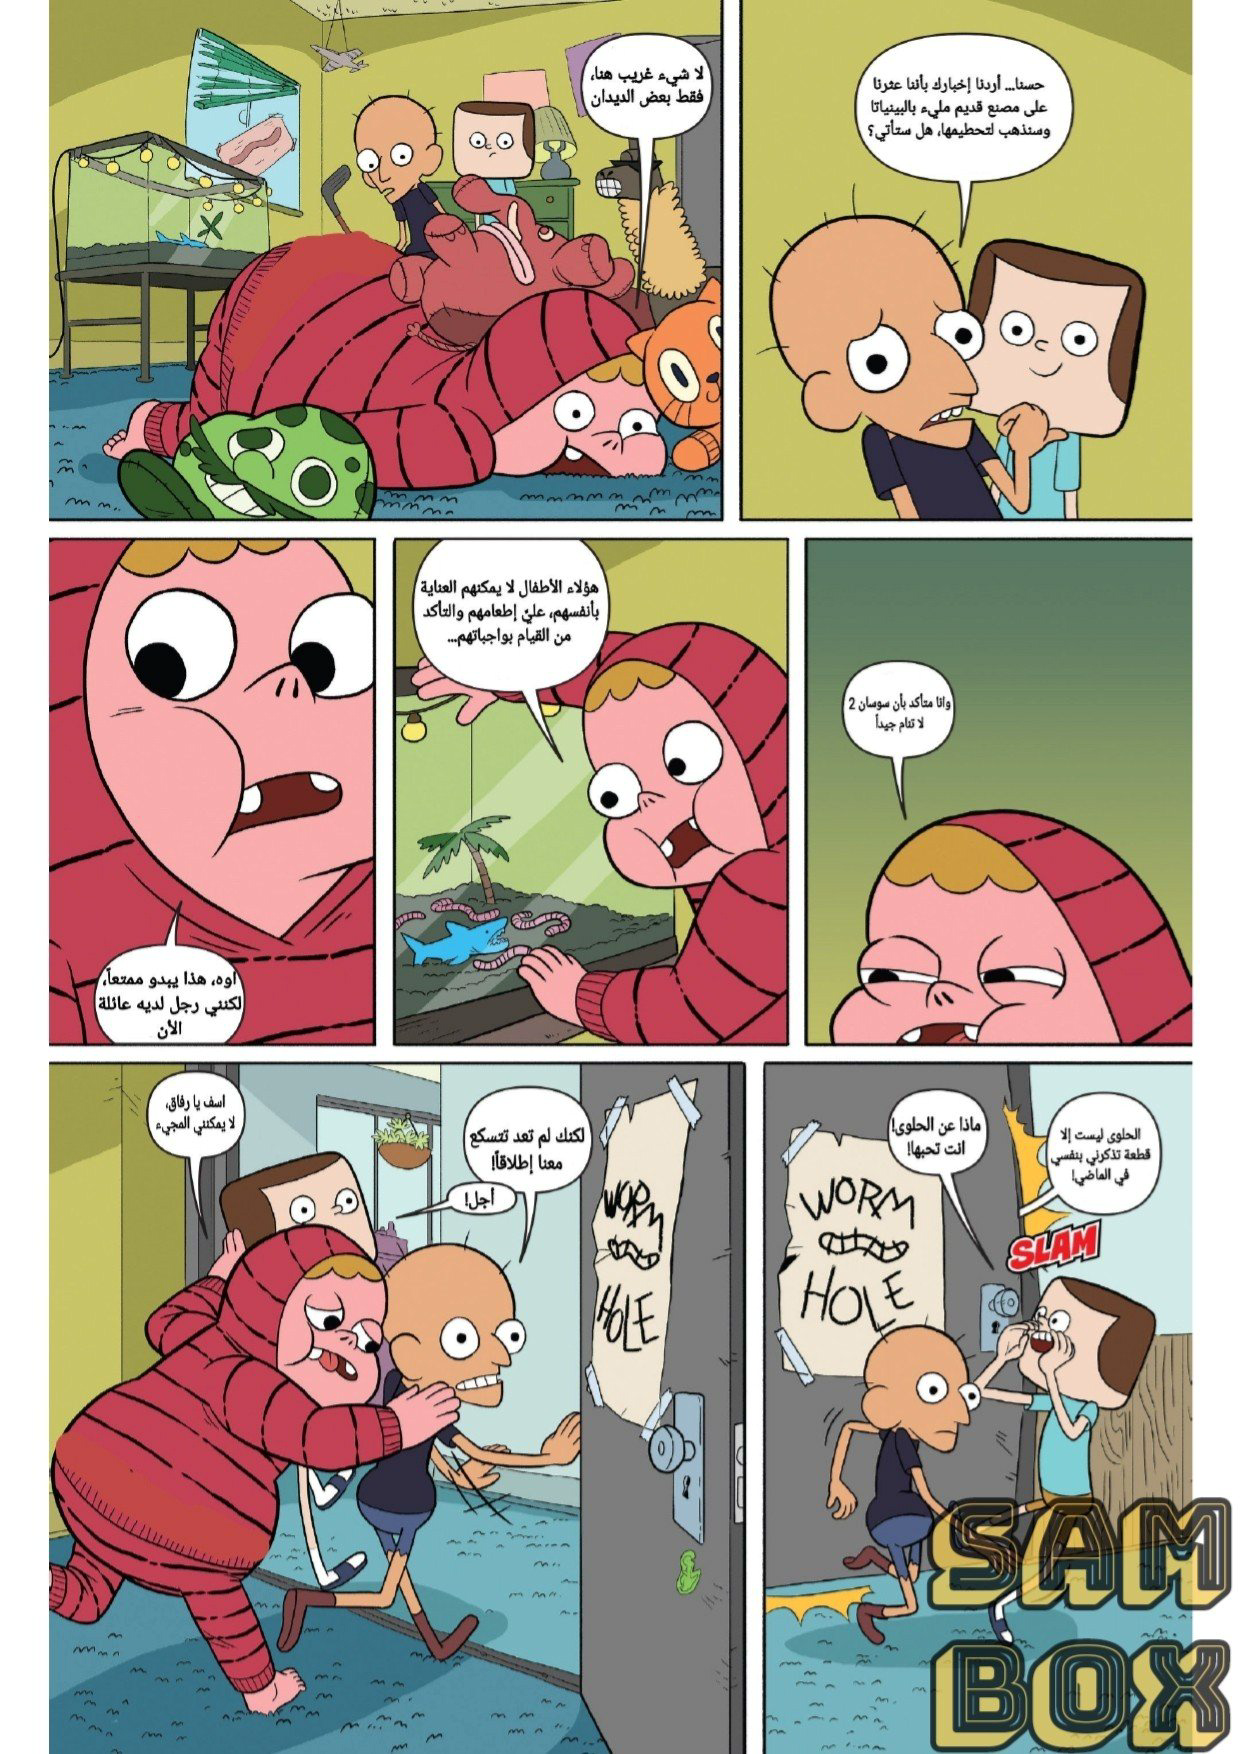 لا شيء غريب هنا،
فقط بعض الديدان
حسنا... أردنا إخبارك بأننا عثرنا
على مصنع قديم مليء بالبينياتا
وسنذهب لتحطيمها، هل ستأتي؟
اوه، هذا يبدو ممتعاً،
لكنني رجل لديه عائلة
الأن
هؤلاء الأطفال لا يمكنهم العناية
بأنفسهم، عليّ إطعامهم والتأكد
من القيام بواجباتهم...
وانا متأكد بأن سوسان 2
لا تنام جيداً
اسف يا رفاق،
لا يمكنني المجيء
لكنك لم تعد تتسكع
معنا إطلاقاً!
أجل!
WORM
HOLE
ماذا عن الحلوى!
انت تحبها!
الحلوى ليست إلا
قطعة تذكرني بنفسي
في الماضي!
SLAM
WORM
HOLE
SAM
BOX